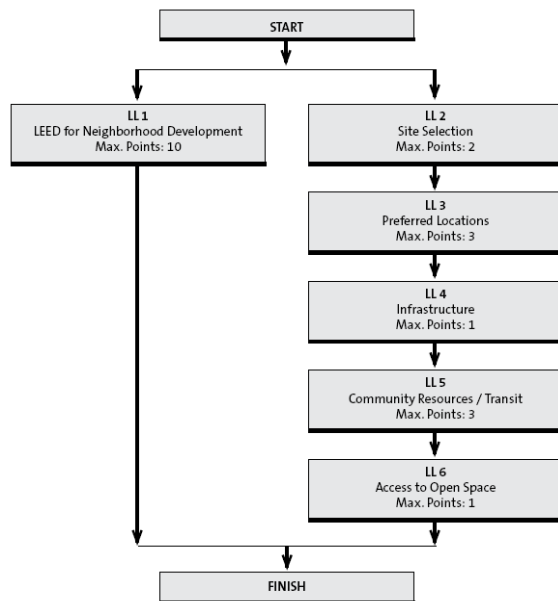 START
LL 1
LEED for Neighborhood Development
Max. Points: 10
LL 2
Site Selection
Max. Points: 2
LL 3
Preferred Locations
Max. Points: 3
LL 4
Infrastructure
Max. Points: 1
LL 5
Community Resources / Transit
Max. Points: 3
LL 6
Access to Open Space
Max. Points: 1
FINISH